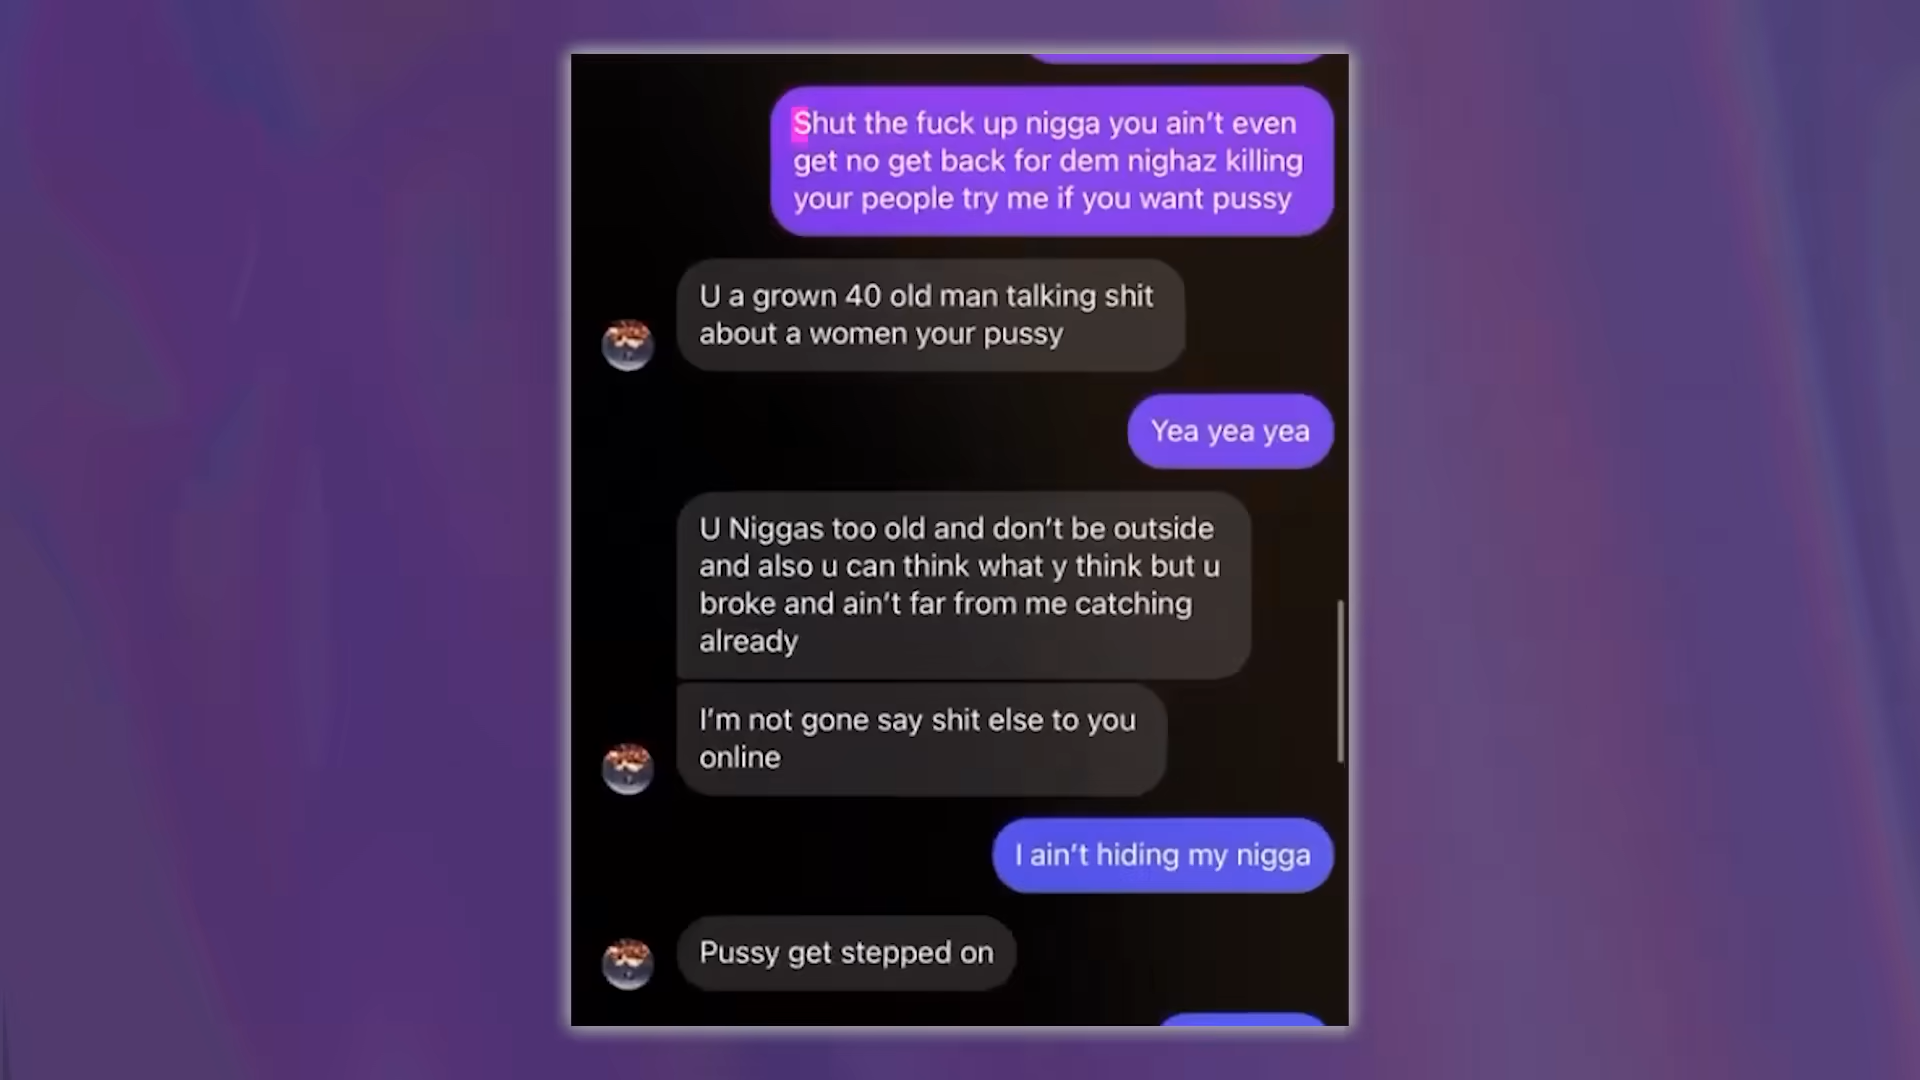 Shut the fuck up nigga you ain't even
get no get back for dem nighaz killing
your people try me if you want pussy
U a grown 40 old man talking shit
about a women your pussy
Yea yea yea
U Niggas too old and don't be outside
and also u can think what y think but u
broke and ain't far from me catching
already
I'm not gone say shit else to you
online
I ain't hiding my nigga
Pussy get stepped on